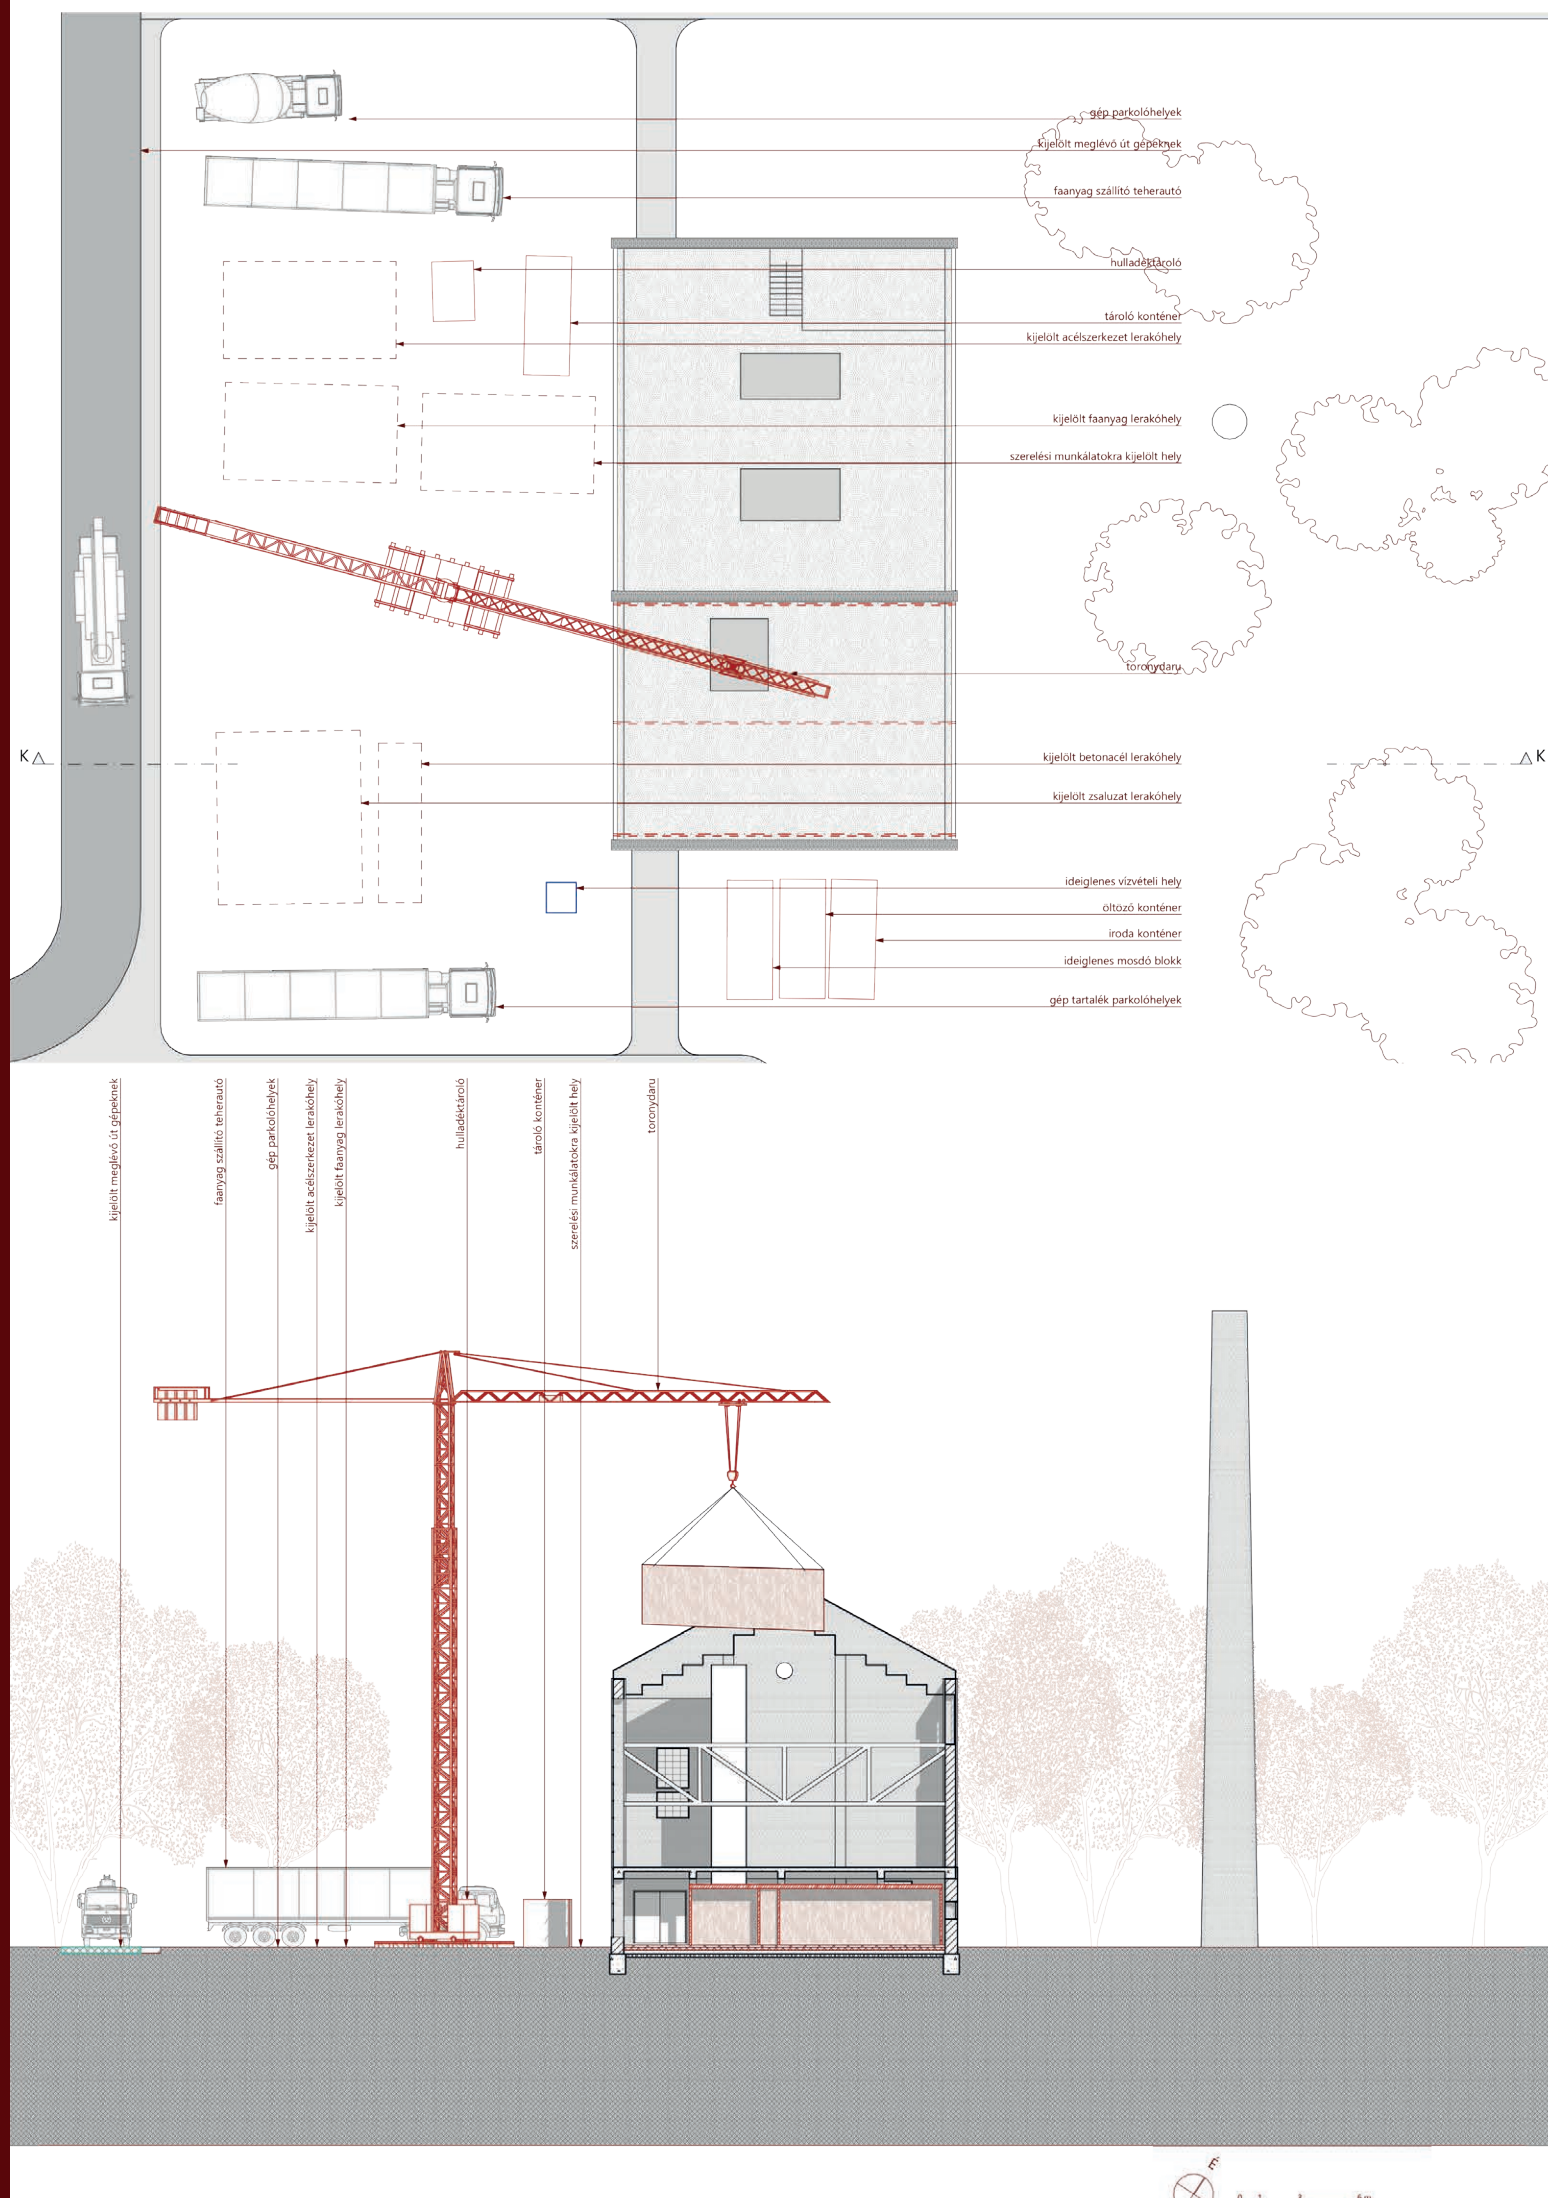 gép parkolóhelyek
kijelölt meglévő út gépeknek
faanyag szállító teherautó
hulladéktároló
tároló konténer
kijelölt acélszerkezet lerakóhely
kijelölt faanyag lerakóhely
szerelési munkálatokra kijelölt hely
toronydaru
K
K
kijelölt betonacél lerakóhely
kijelölt zsaluzat lerakóhely
ideiglenes vízvételi hely
öltöző konténer
iroda konténer
ideiglenes mosdó blokk
gép tartalék parkolóhelyek
kijelölt meglévő út gépeknek
faanyag szállító teherautó
gép parkolóhelyek
kijelölt acélszerkezet lerakóhely
kijelölt faanyag lerakóhely
hulladéktároló
tároló konténer
szerelési munkálatokra kijelölt hely
toronydaru